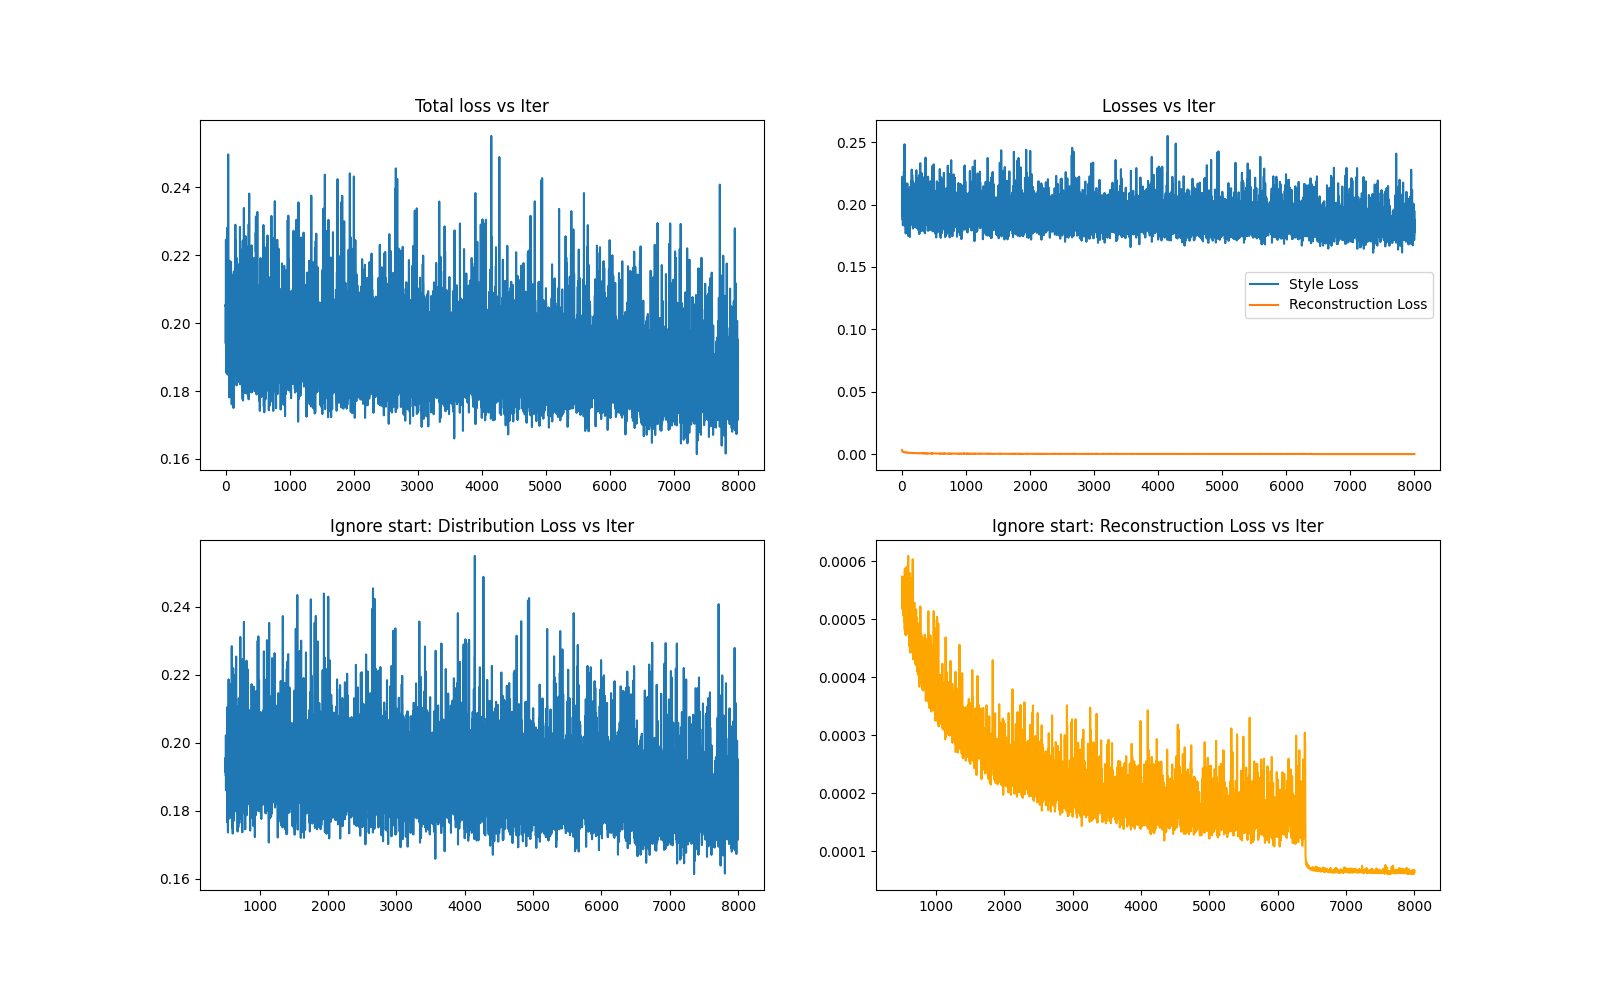 Total loss vs Iter
0.24
0.22
0.20
0.18
0.16
0 1000 2000 3000 4000 5000 6000 7000 8000
Losses vs Iter
0.25
0.20
0.15
0.10
0.05
0.00
Style Loss
Reconstruction Loss
0 1000 2000 3000 4000 5000 6000 7000 8000
Ignore start: Distribution Loss vs Iter
0.24
0.22
0.20
0.18
0.16
1000 2000 3000 4000 5000 6000 7000 8000
Ignore start: Reconstruction Loss vs Iter
0.0006
0.0005
0.0004
0.0003
0.0002
0.0001
1000 2000 3000 4000 5000 6000 7000 8000